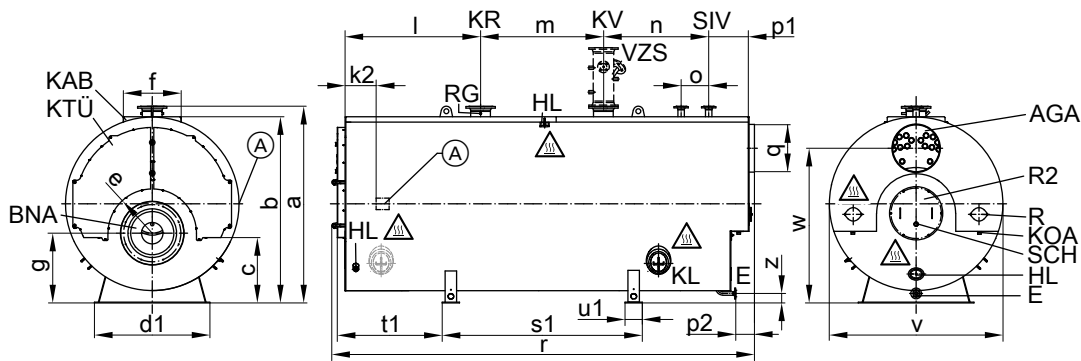 l
KR
m
KV
n
SIV
p1
VZS
k2
o
RG
HL
KAB
f
KTÜ
A
A
e
BNA
g
c
b
a
d1
q
HL
KL
E
z
u1
t1
s1
p2
r
AGA
R2
w
R
KOA
SCH
HL
E
v